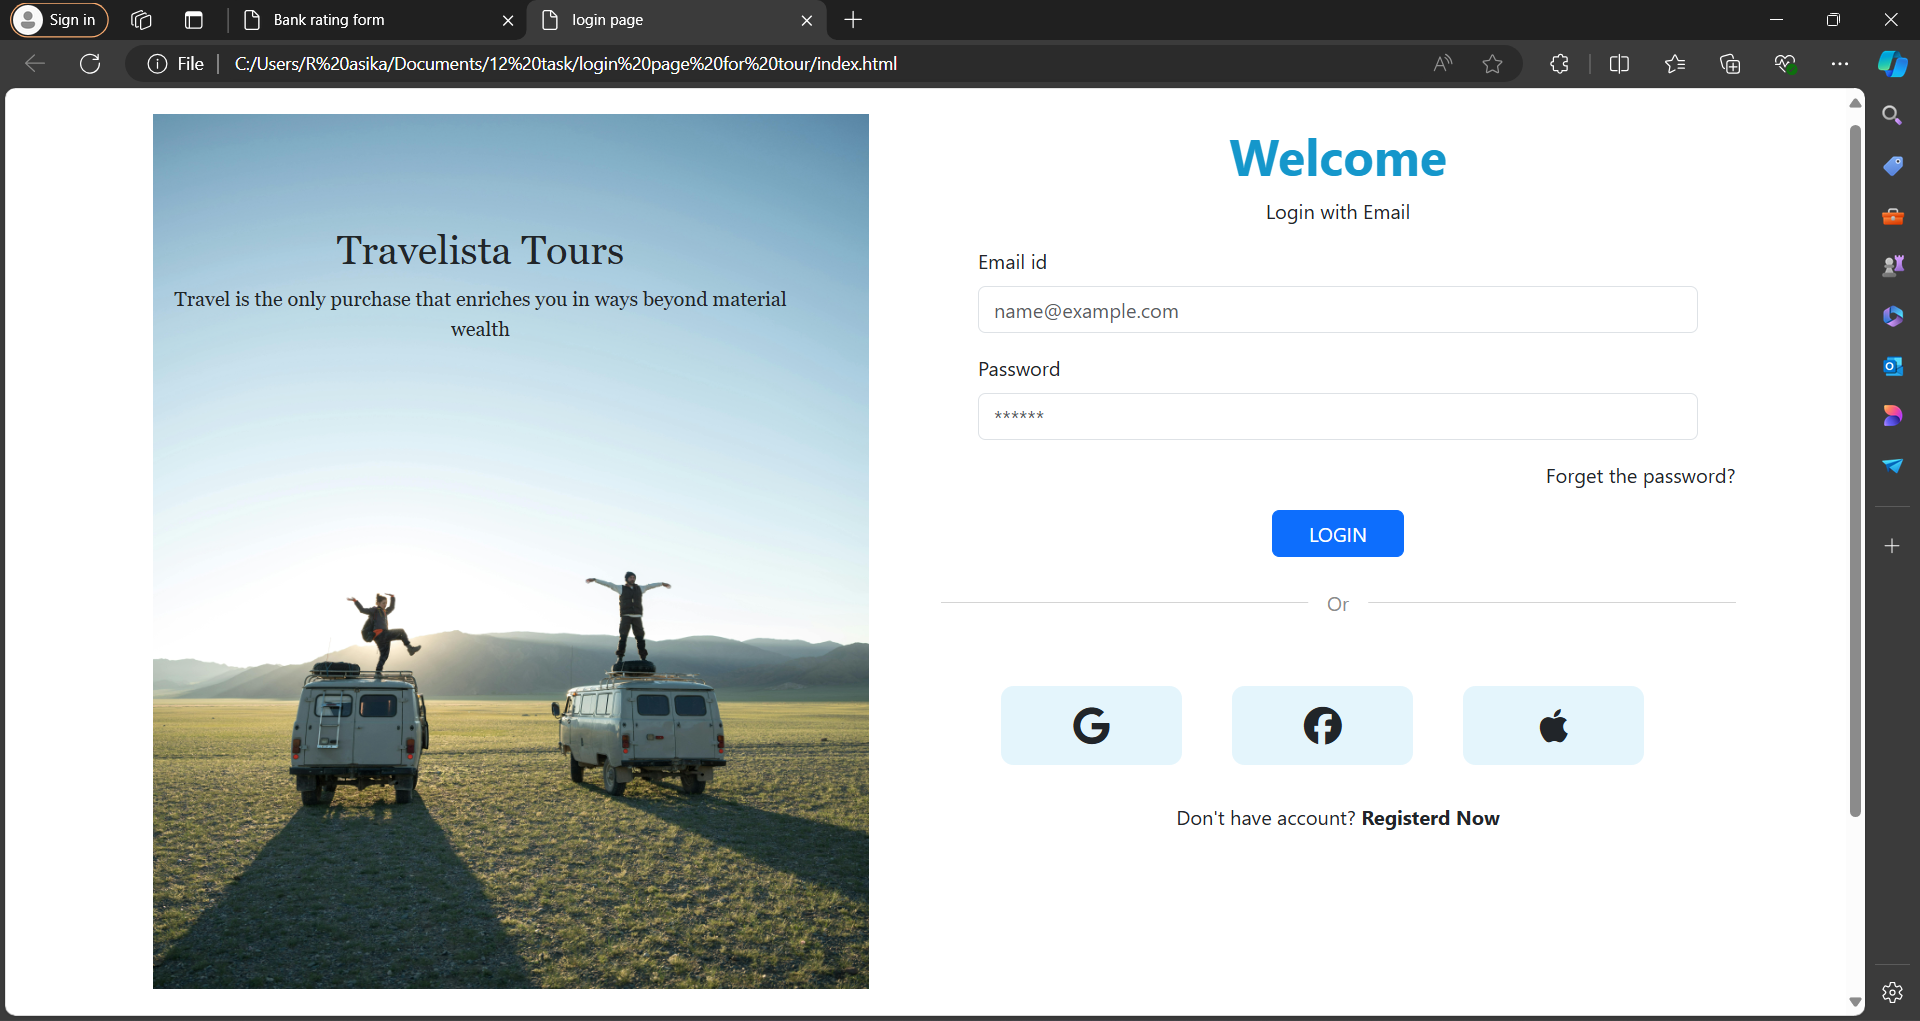 Sign in
Bank rating form
login page
File
C:/Users/R%20asika/Documents/12%20task/login%20page%20for%20tour/index.html
Travelista Tours
Travel is the only purchase that enriches you in ways beyond material
wealth
Welcome
Login with Email
Email id
name@example.com
Password
******
Forget the password?
LOGIN
Or
Don't have account? Registerd Now